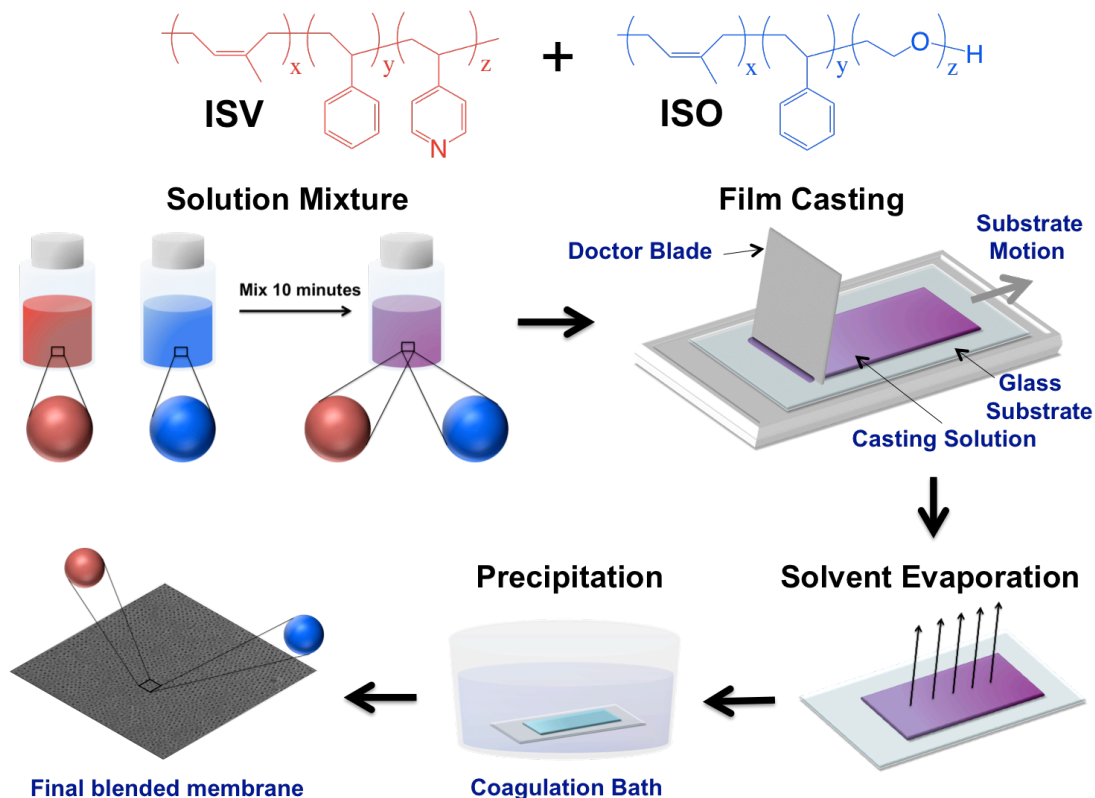 x
y
z
+
x
y
O
z
H
N
ISV
ISO
Solution Mixture
Film Casting
Doctor Blade
Substrate
Motion
Mix 10 minutes
Glass
Substrate
Casting Solution
Precipitation
Solvent Evaporation
Final blended membrane
Coagulation Bath